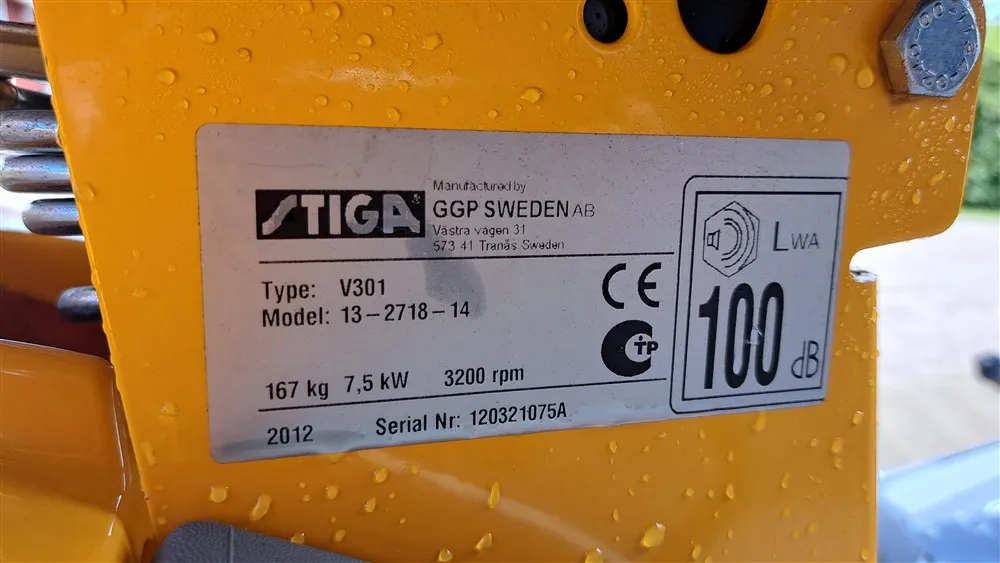 STIGA
Manufactured by
GGP SWEDEN AB
Västra vägen 31
573 41 Tranås Sweden
Type: V301
Model: 13-2718-14
CE
LWA
100
dB
167 kg 7,5 kW 3200 rpm
2012 Serial Nr: 120321075A